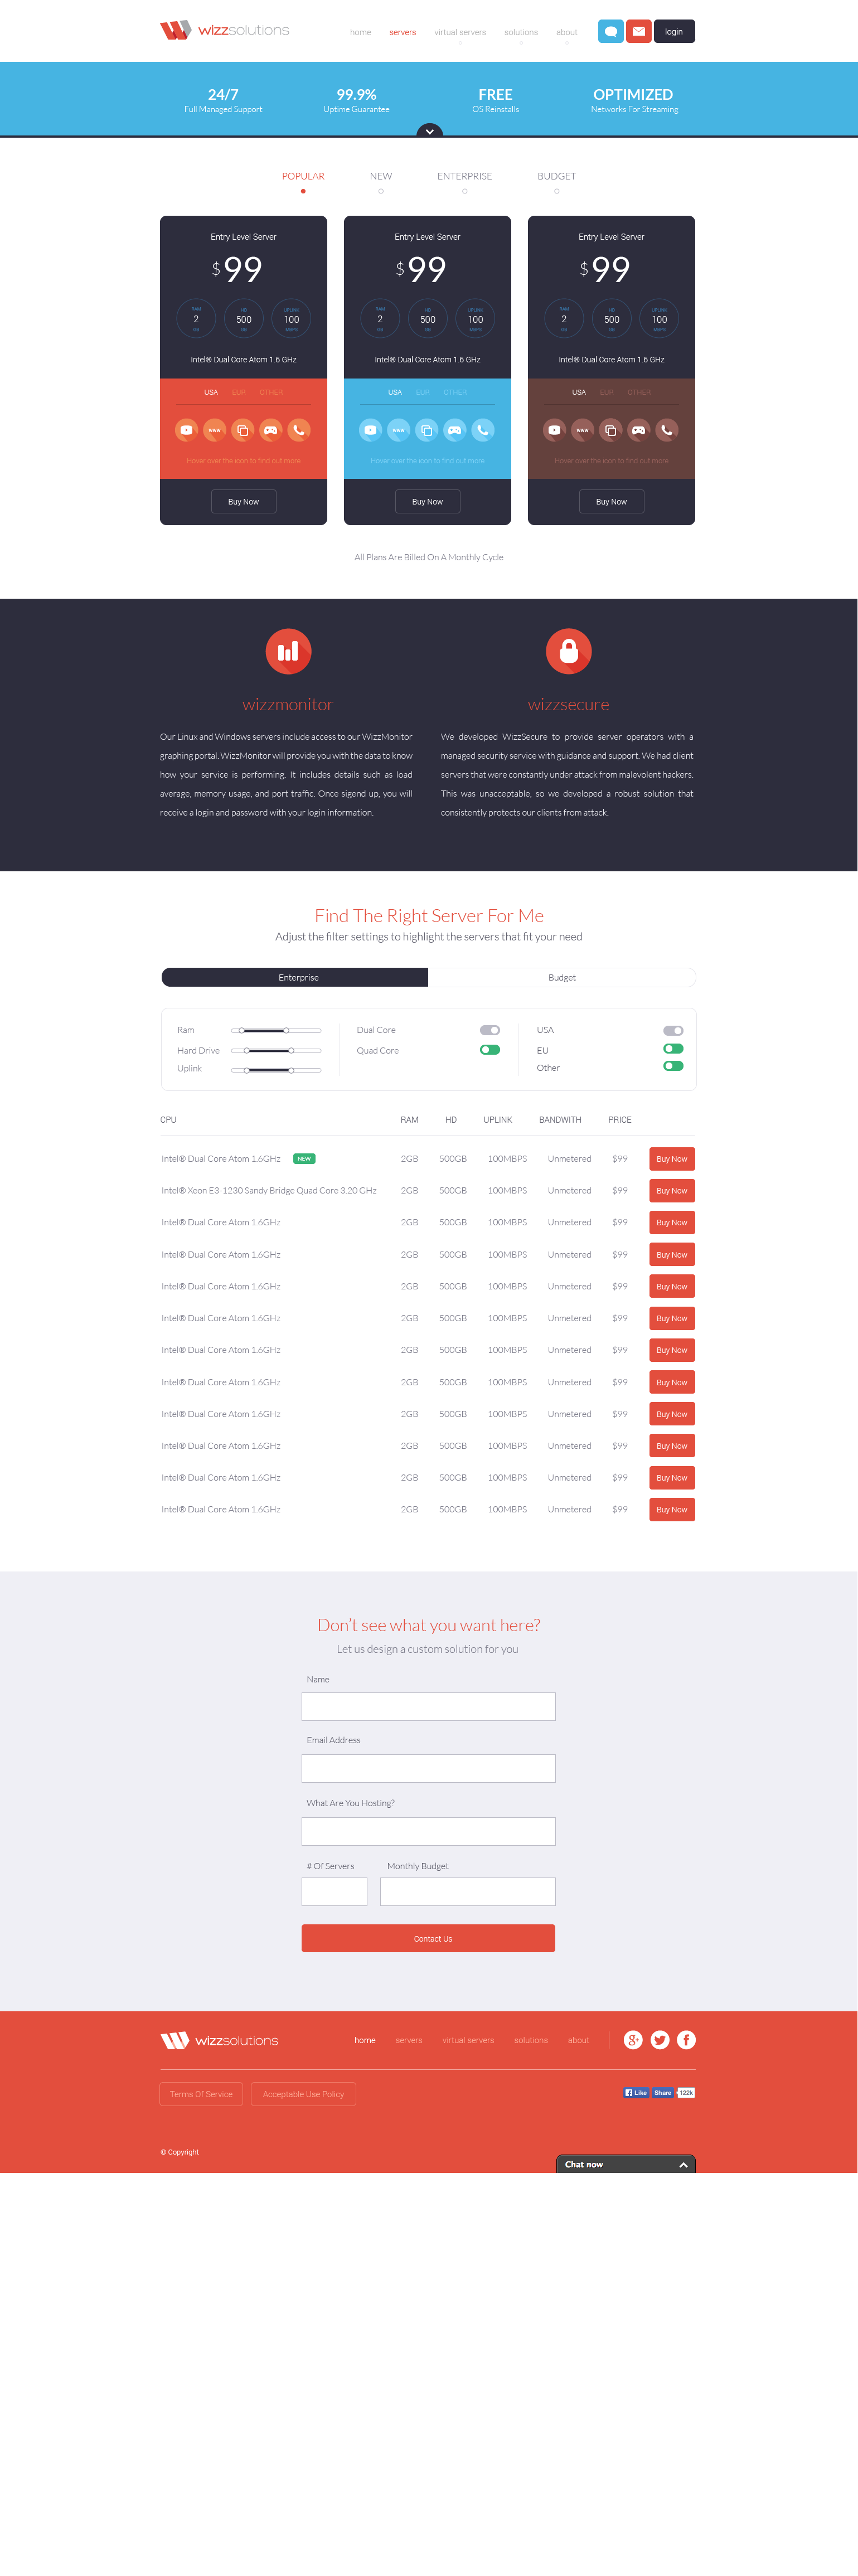 wizzsolutions
home servers virtual servers solutions about login
24/7 99.9% FREE OPTIMIZED
Full Managed Support Uptime Guarantee OS Reinstalls Networks For Streaming
POPULAR NEW ENTERPRISE BUDGET
Entry Level Server Entry Level Server Entry Level Server
$99 $99 $99
RAM HD UPLINK RAM HD UPLINK RAM HD UPLINK
2 500 100 2 500 100 2 500 100
GB GB MBPS GB GB MBPS GB GB MBPS
Intel® Dual Core Atom 1.6 GHz Intel® Dual Core Atom 1.6 GHz Intel® Dual Core Atom 1.6 GHz
USA EUR OTHER USA EUR OTHER USA EUR OTHER
www www www
Hover over the icon to find out more Hover over the icon to find out more Hover over the icon to find out more
Buy Now Buy Now Buy Now
All Plans Are Billed On A Monthly Cycle
wizzmonitor
Our Linux and Windows servers include access to our WizzMonitor
graphing portal. WizzMonitor will provide you with the data to know
how your service is performing. It includes details such as load
average, memory usage, and port traffic. Once sigend up, you will
receive a login and password with your login information.
wizzsecure
We developed WizzSecure to provide server operators with a
managed security service with guidance and support. We had client
servers that were constantly under attack from malevolent hackers.
This was unacceptable, so we developed a robust solution that
consistently protects our clients from attack.
Find The Right Server For Me
Adjust the filter settings to highlight the servers that fit your need
Enterprise Budget
Ram Dual Core USA
Hard Drive Quad Core EU
Uplink Other
CPU RAM HD UPLINK BANDWITH PRICE
Intel® Dual Core Atom 1.6GHz NEW 2GB 500GB 100MBPS Unmetered $99 Buy Now
Intel® Xeon E3-1230 Sandy Bridge Quad Core 3.20 GHz 2GB 500GB 100MBPS Unmetered $99 Buy Now
Intel® Dual Core Atom 1.6GHz 2GB 500GB 100MBPS Unmetered $99 Buy Now
Intel® Dual Core Atom 1.6GHz 2GB 500GB 100MBPS Unmetered $99 Buy Now
Intel® Dual Core Atom 1.6GHz 2GB 500GB 100MBPS Unmetered $99 Buy Now
Intel® Dual Core Atom 1.6GHz 2GB 500GB 100MBPS Unmetered $99 Buy Now
Intel® Dual Core Atom 1.6GHz 2GB 500GB 100MBPS Unmetered $99 Buy Now
Intel® Dual Core Atom 1.6GHz 2GB 500GB 100MBPS Unmetered $99 Buy Now
Intel® Dual Core Atom 1.6GHz 2GB 500GB 100MBPS Unmetered $99 Buy Now
Intel® Dual Core Atom 1.6GHz 2GB 500GB 100MBPS Unmetered $99 Buy Now
Intel® Dual Core Atom 1.6GHz 2GB 500GB 100MBPS Unmetered $99 Buy Now
Intel® Dual Core Atom 1.6GHz 2GB 500GB 100MBPS Unmetered $99 Buy Now
Don't see what you want here?
Let us design a custom solution for you
Name
Email Address
What Are You Hosting?
# Of Servers Monthly Budget
Contact Us
wizzsolutions
home servers virtual servers solutions about
Terms Of Service Acceptable Use Policy Like Share 122k
© Copyright
Chat now